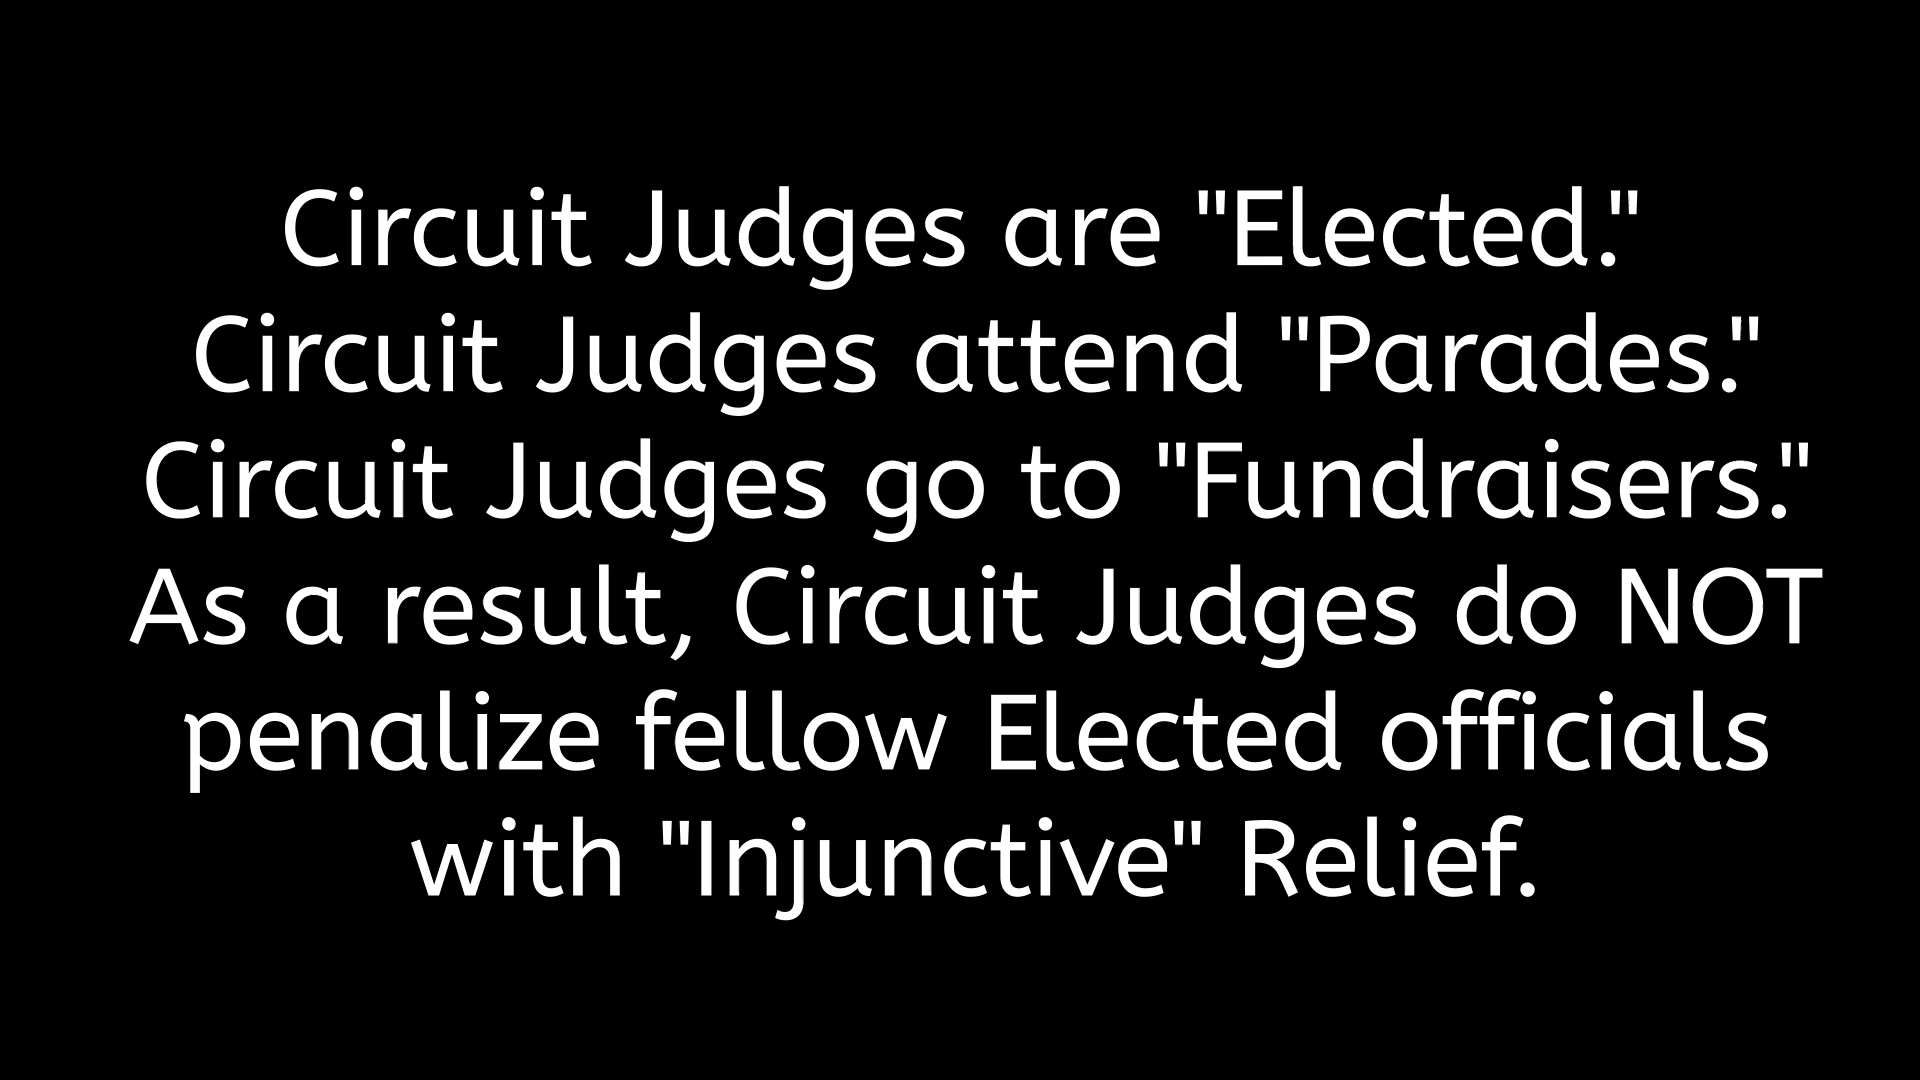 Circuit Judges are "Elected."
Circuit Judges attend "Parades."
Circuit Judges go to "Fundraisers."
As a result, Circuit Judges do NOT
penalize fellow Elected officials
with "Injunctive" Relief.